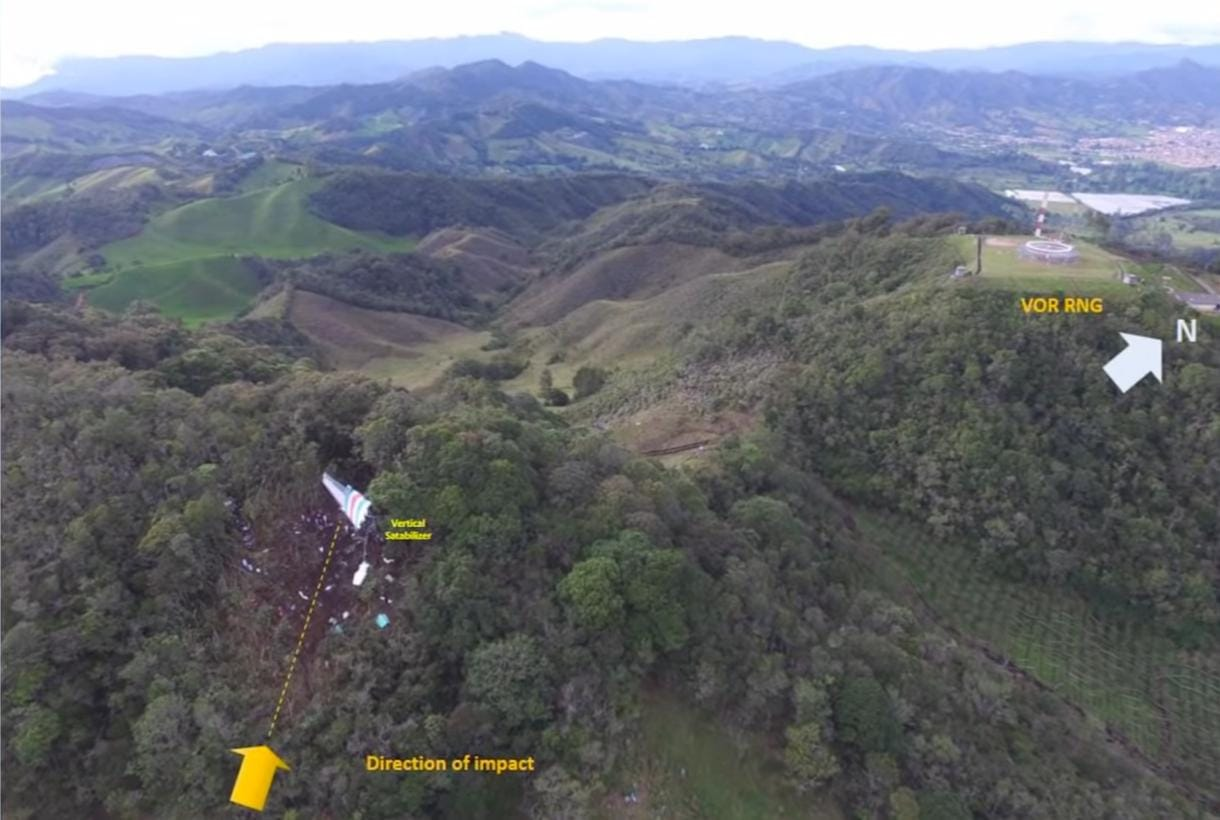 VOR RNG
N
Vertical
Satabilizer
Direction of impact